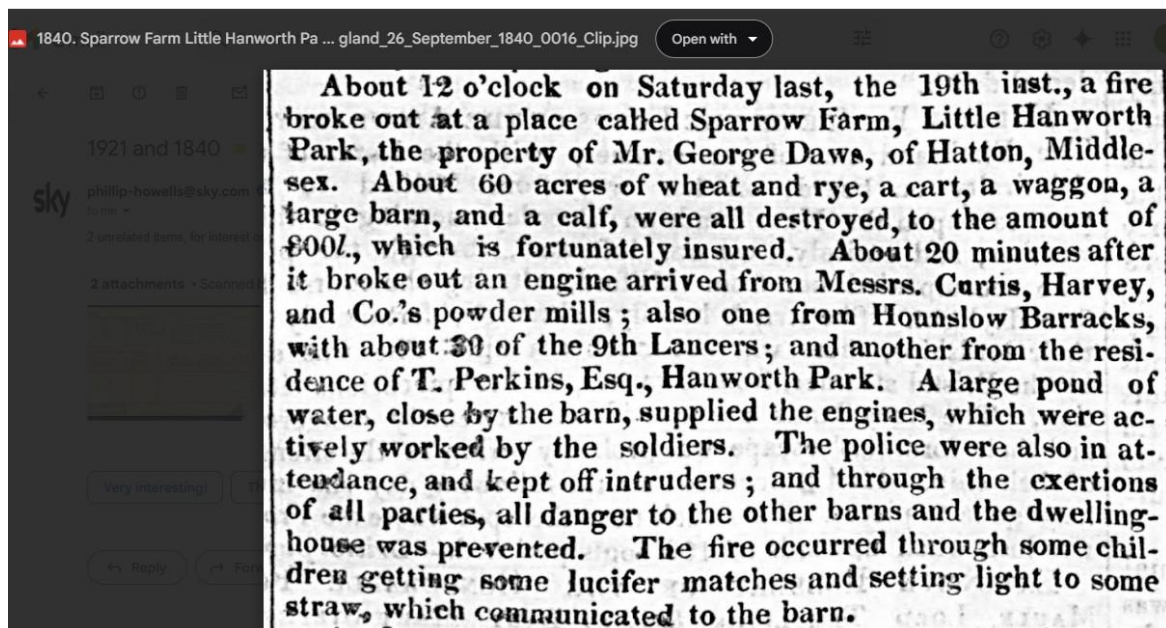 1840. Sparrow Farm Little Hanworth Pa ... gland_26_September_1840_0016_Clip.jpg
Open with
1921 and 1840
sky
phillip-howells@sky.com
to me
2 unrelated items, for interest
2 attachments • Scanned
Very interesting!
Reply
About 12 o'clock on Saturday last, the 19th inst., a fire
broke out at a place called Sparrow Farm, Little Hanworth
Park, the property of Mr. George Daws, of Hatton, Middle-
sex. About 60 acres of wheat and rye, a cart, a waggon, a
large barn, and a calf, were all destroyed, to the amount of
which is fortunately insured. About 20 minutes after
it broke out an engine arrived from Messrs. Curtis, Harvey,
and Co.'s powder mills ; also one from Hounslow Barracks,
with about 30 of the 9th Lancers ; and another from the resi-
dence of T. Perkins, Esq., Hanworth Park. A large pond of
water, close by the barn, supplied the engines, which were ac-
tively worked by the soldiers. The police were also in at-
tendance, and kept off intruders ; and through the exertions
of all parties, all danger to the other barns and the dwelling-
house was prevented. The fire occurred through some chil-
dren getting some lucifer matches and setting light to some
straw, which communicated to the barn.